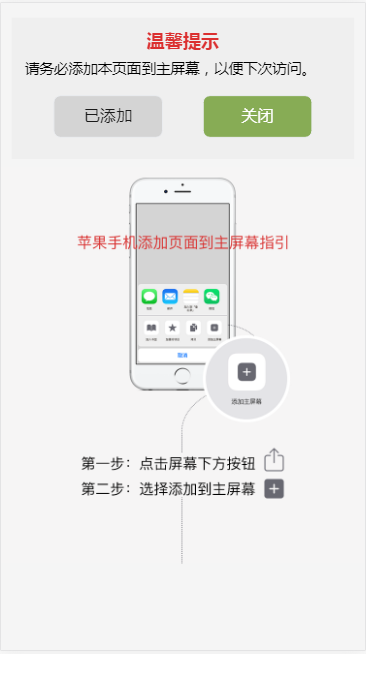 温馨提示
请务必添加本页面到主屏幕，以便下次访问。
已添加
关闭
苹果手机添加页面到主屏幕指引
取消
添加主屏幕
第一步：点击屏幕下方按钮
第二步：选择添加到主屏幕